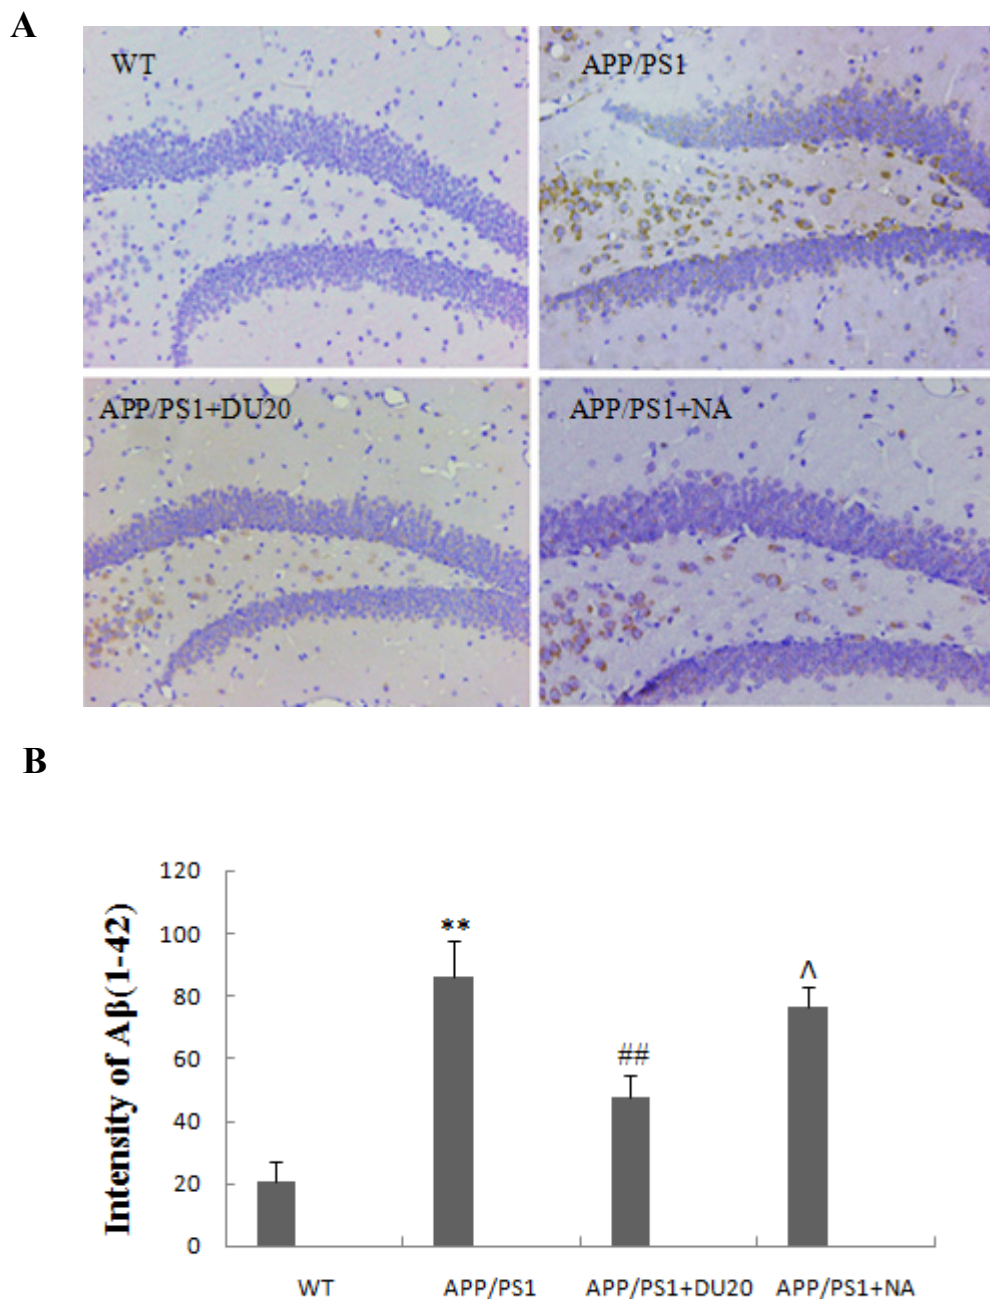 A
WT
APP/PS1
APP/PS1+DU20
APP/PS1+NA
B
Intensity of Aβ(1-42)
120
100
80
60
40
20
0
**
##
^
WT
APP/PS1
APP/PS1+DU20
APP/PS1+NA